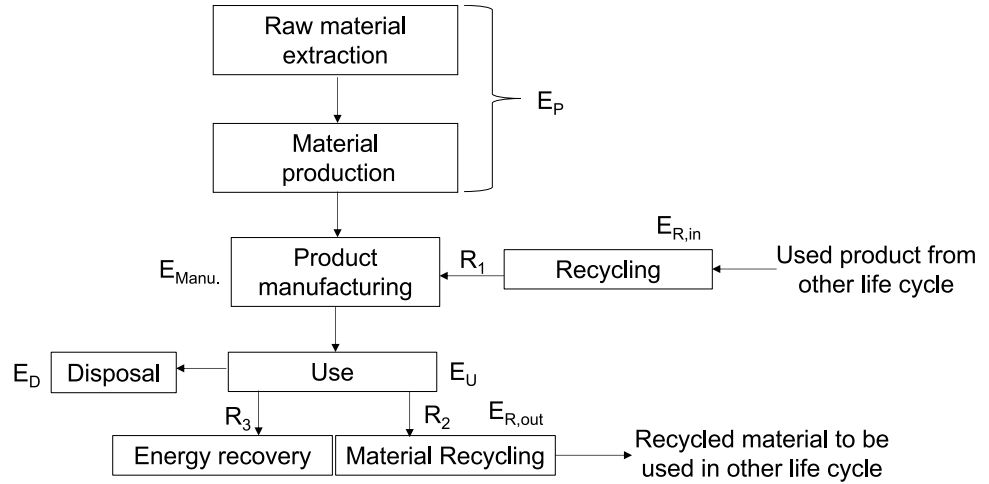 Raw material
extraction
E_P
Material
production
E_R,in
Product
manufacturing
E_Manu.
R_1
Recycling
Used product from
other life cycle
E_D
Disposal
Use
E_U
R_3
R_2
E_R,out
Energy recovery
Material Recycling
Recycled material to be
used in other life cycle